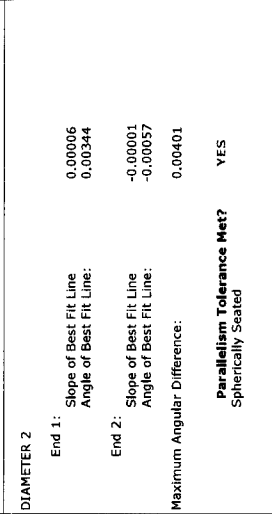 DIAMETER 2
End 1:
Slope of Best Fit Line 0.00006
Angle of Best Fit Line: 0.00344
End 2:
Slope of Best Fit Line -0.00001
Angle of Best Fit Line: -0.00057
Maximum Angular Difference: 0.00401
Parallelism Tolerance Met? YES
Spherically Seated